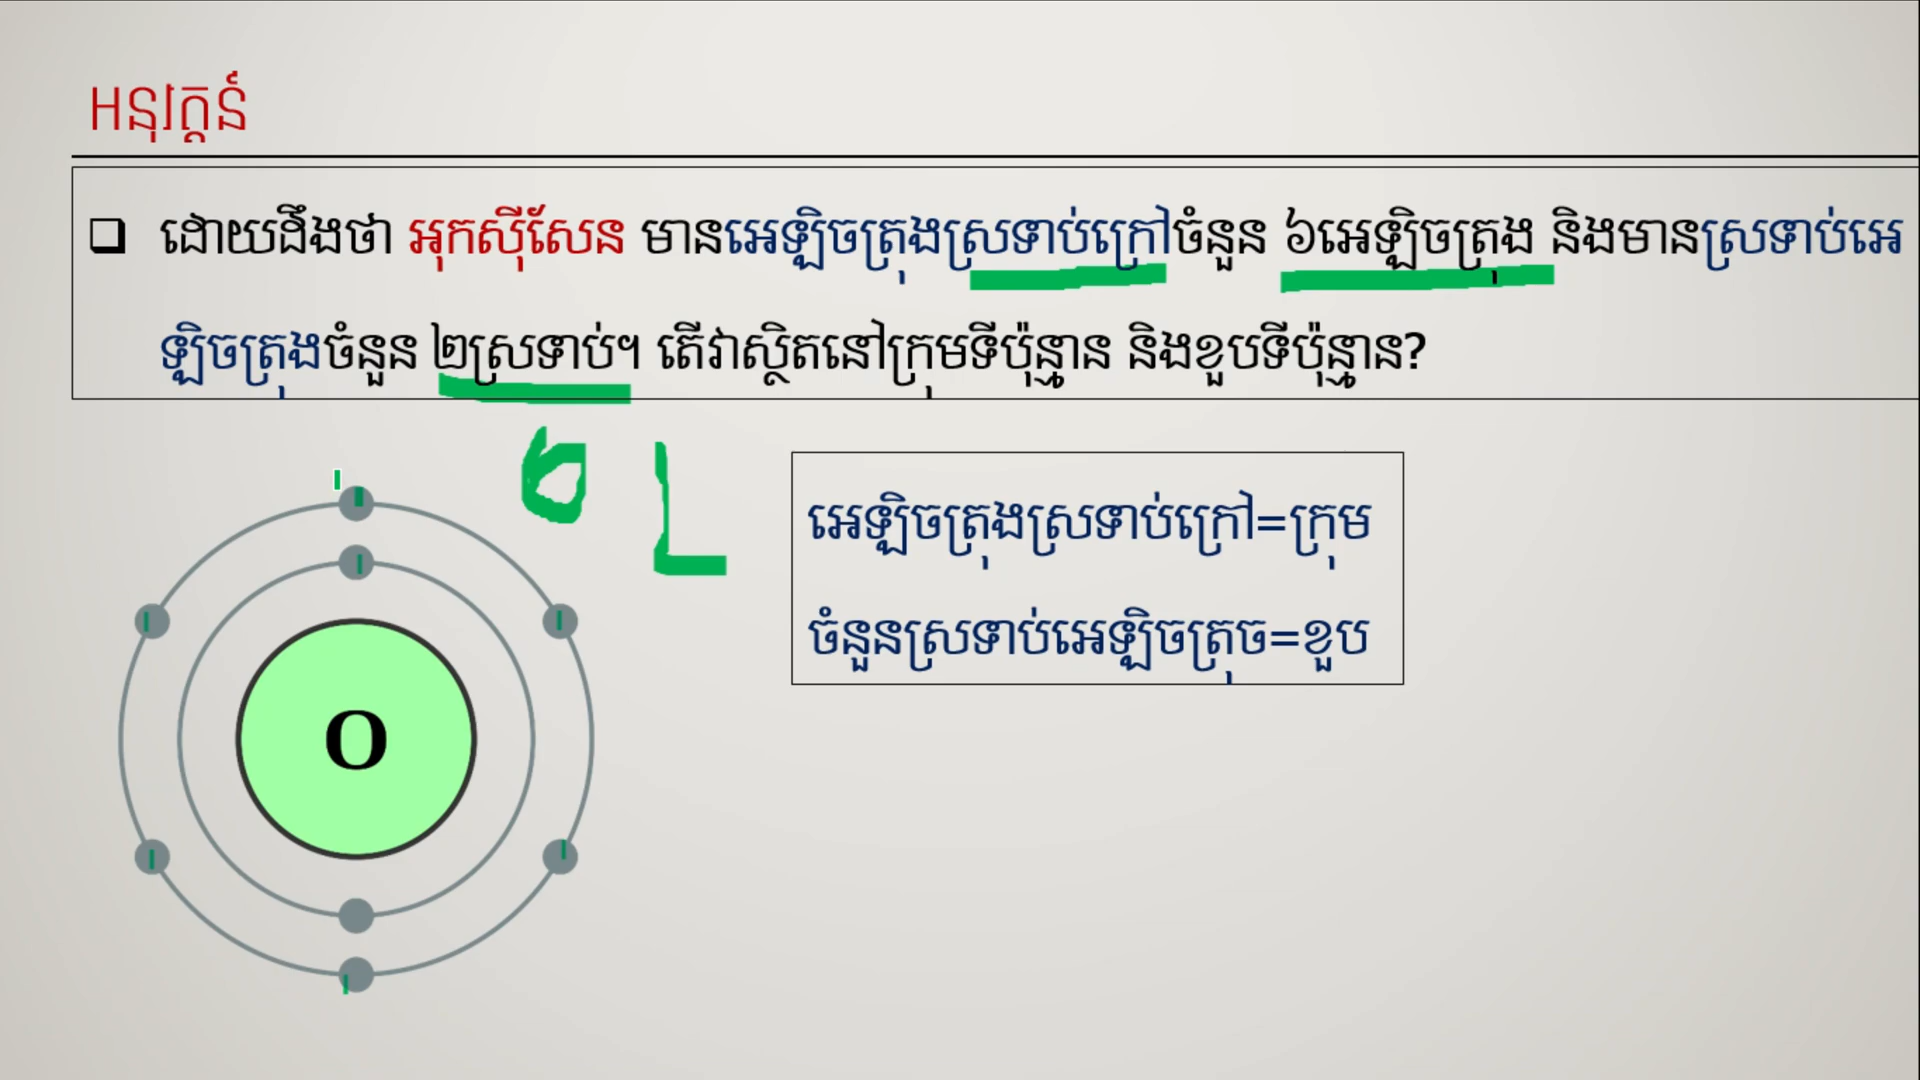 អនុវត្តន៍
ដោយដឹងថា អុកស៊ីសែន មានអេឡិចត្រុងស្រទាប់ក្រៅចំនួន ៦អេឡិចត្រុង និងមានស្រទាប់អេ
ឡិចត្រុងចំនួន ២ស្រទាប់។ តើវាស្ថិតនៅក្រុមទីប៉ុន្មាន និងខួបទីប៉ុន្មាន?
6 L
អេឡិចត្រុងស្រទាប់ក្រៅ=ក្រុម
ចំនួនស្រទាប់អេឡិចត្រុច=ខួប
O